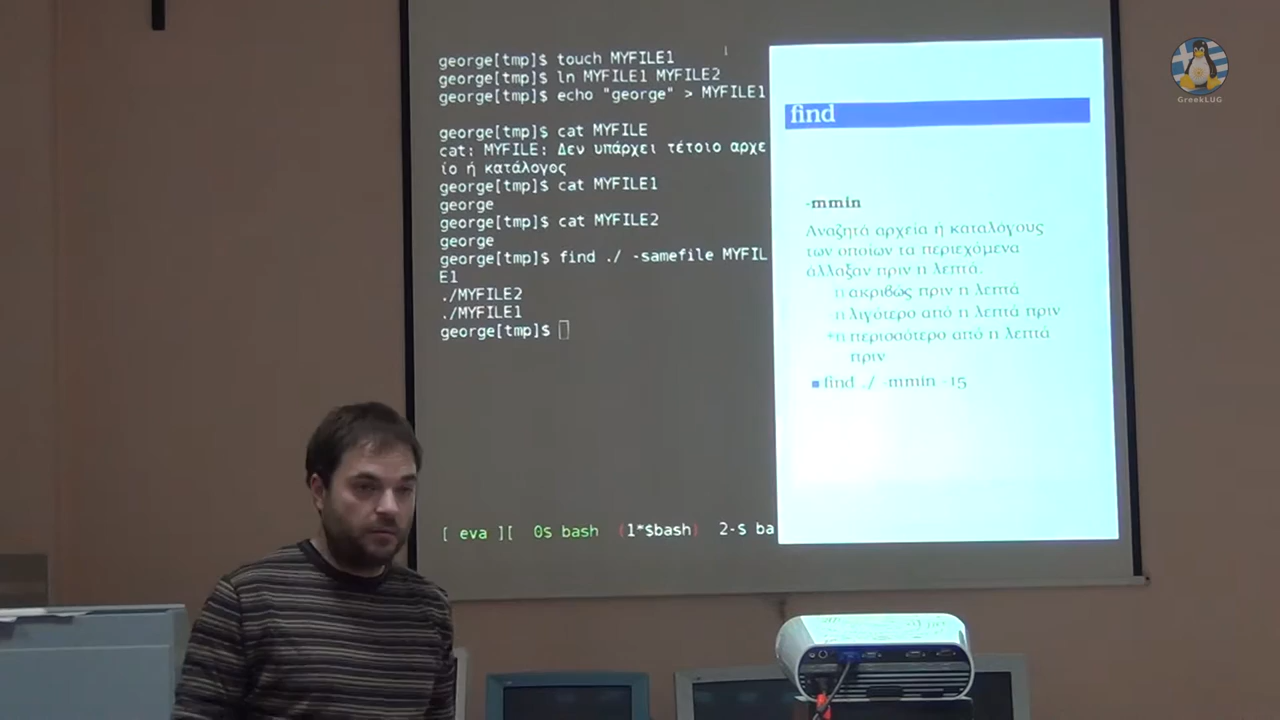 george[tmp]$ touch MYFILE1
george[tmp]$ ln MYFILE1 MYFILE2
george[tmp]$ echo "george" > MYFILE1
george[tmp]$ cat MYFILE
cat: MYFILE: Δεν υπάρχει τέτοιο αρχε
ίο ή κατάλογος
george[tmp]$ cat MYFILE1
george
george[tmp]$ cat MYFILE2
george
george[tmp]$ find ./ -samefile MYFIL
E1
./MYFILE2
./MYFILE1
george[tmp]$
[ eva ][ 0$ bash (1*$bash) 2-$ ba
find
-mmin
Αναζητά αρχεία ή καταλόγους
των οποίων τα περιεχόμενα
άλλαξαν πριν n λεπτά.
n ακριβώς πριν n λεπτά
n λιγότερο από n λεπτά πριν
+n περισσότερο από n λεπτά
πριν
find ./ -mmin -15
GreekLUG